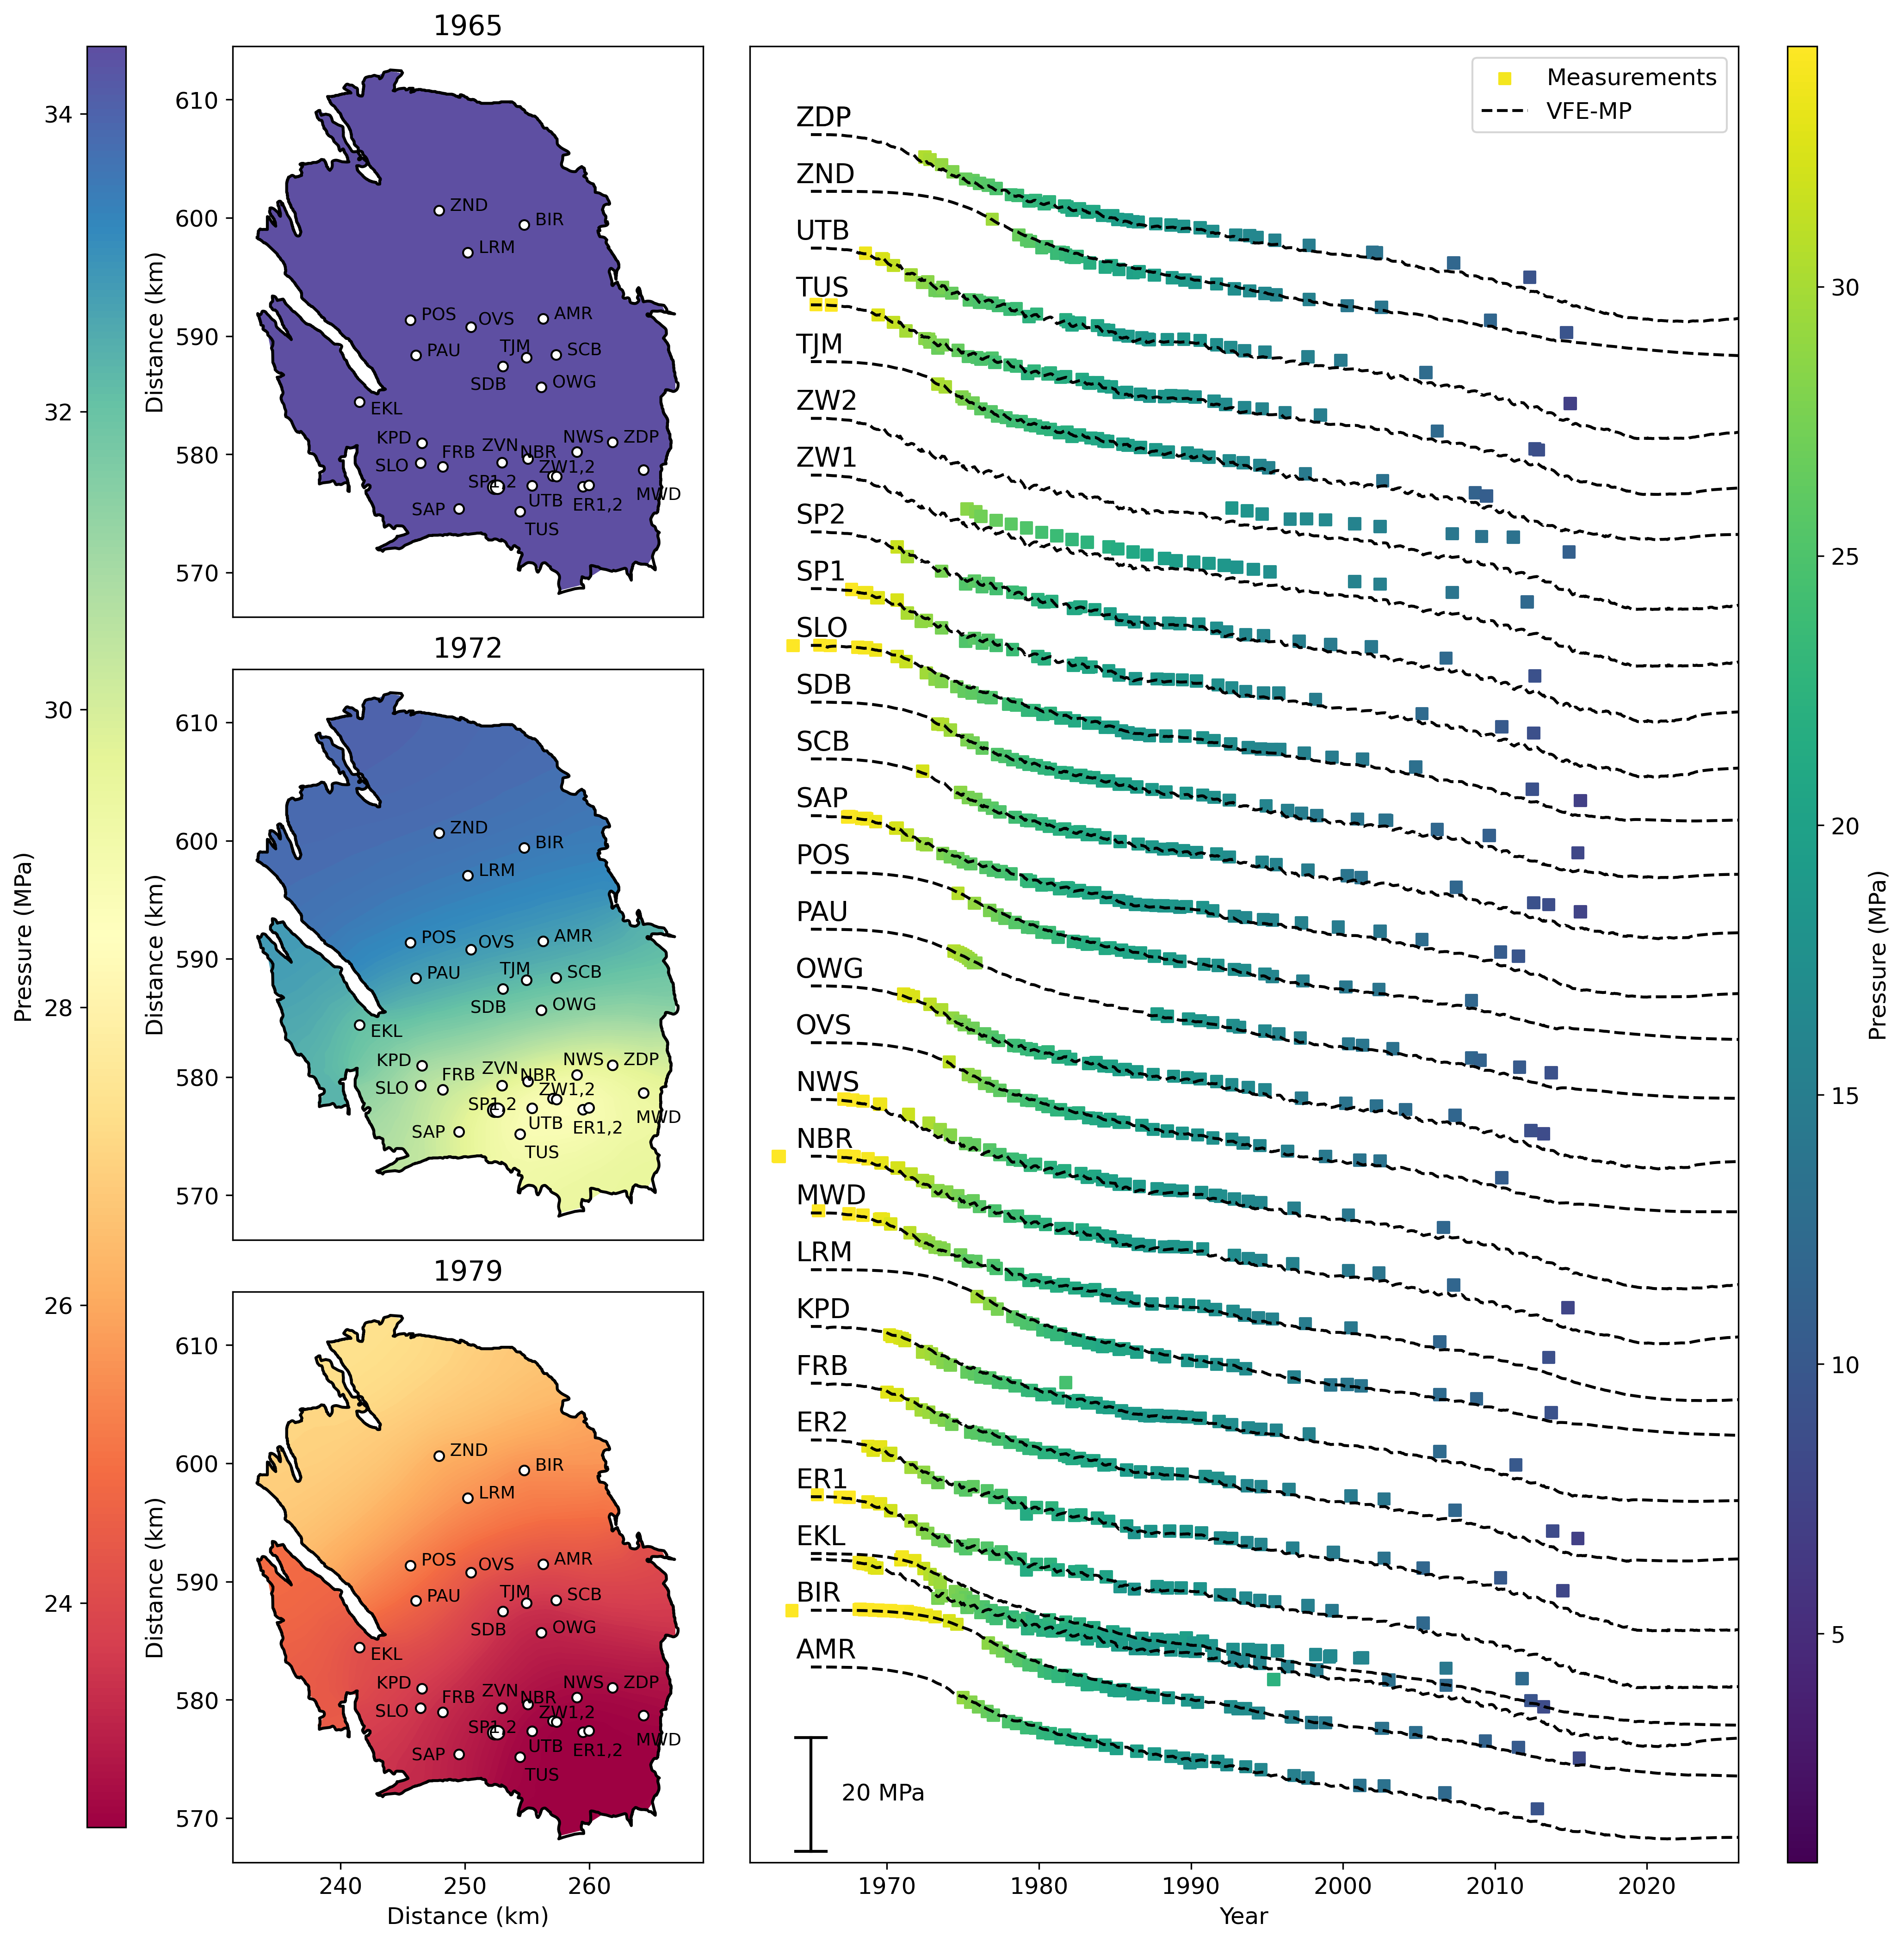 1965
34
32
30
28
26
24
Pressure (MPa)
Distance (km)
610
600
590
580
570
ZND
BIR
LRM
POS
OVS
AMR
PAU
TJM
SCB
SDB
OWG
EKL
KPD
FRB
ZVN
NBR
NWS
ZDP
SLO
ZW1,2
SP1,2
MWD
SAP
UTB
ER1,2
TUS
1972
Distance (km)
610
600
590
580
570
ZND
BIR
LRM
POS
OVS
AMR
PAU
TJM
SCB
SDB
OWG
EKL
KPD
FRB
ZVN
NBR
NWS
ZDP
SLO
ZW1,2
SP1,2
MWD
SAP
UTB
ER1,2
TUS
1979
Distance (km)
610
600
590
580
570
ZND
BIR
LRM
POS
OVS
AMR
PAU
TJM
SCB
SDB
OWG
EKL
KPD
FRB
ZVN
NBR
NWS
ZDP
SLO
ZW1,2
SP1,2
MWD
SAP
UTB
ER1,2
TUS
240 250 260
Distance (km)
Measurements
VFE-MP
ZDP
ZND
UTB
TUS
TJM
ZW2
ZW1
SP2
SP1
SLO
SDB
SCB
SAP
POS
PAU
OWG
OVS
NWS
NBR
MWD
LRM
KPD
FRB
ER2
ER1
EKL
BIR
AMR
20 MPa
1970 1980 1990 2000 2010 2020
Year
30
25
20
15
10
5
Pressure (MPa)